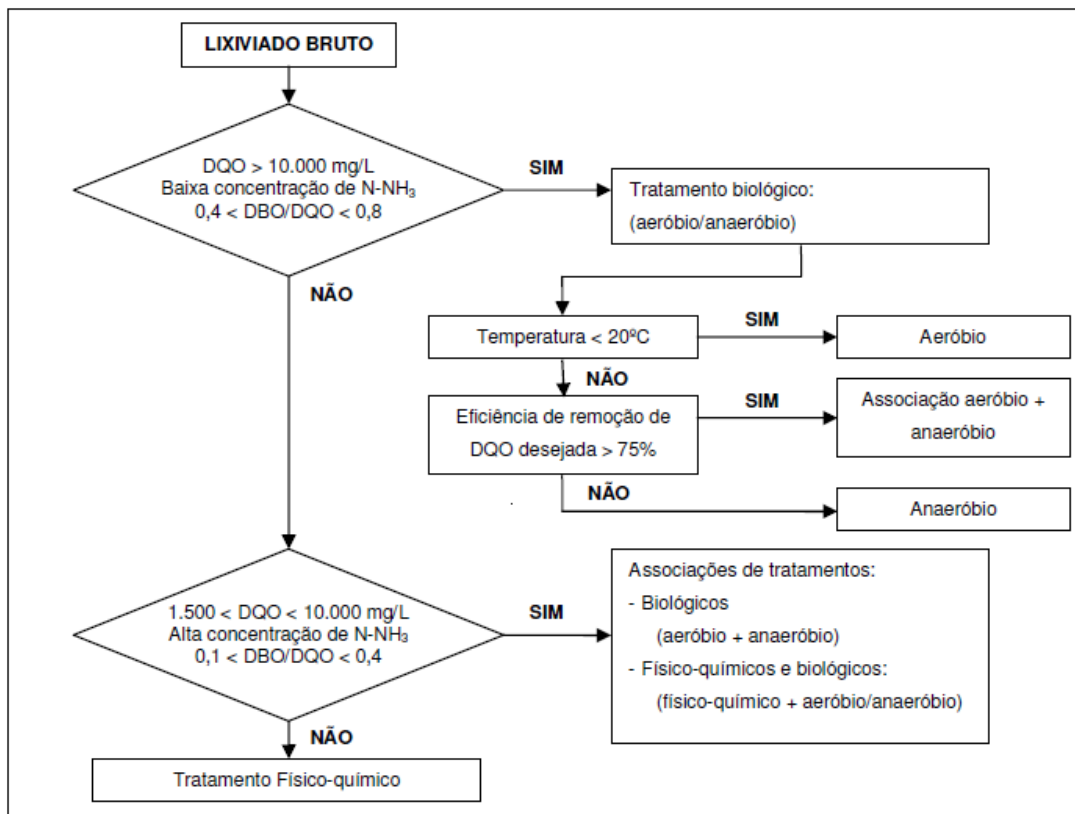 LIXIVIADO BRUTO
DQO > 10.000 mg/L
Baixa concentração de N-NH₃
0,4 < DBO/DQO < 0,8
SIM
Tratamento biológico:
(aeróbio/anaeróbio)
NÃO
Temperatura < 20ºC
SIM
Aeróbio
NÃO
Eficiência de remoção de
DQO desejada > 75%
SIM
Associação aeróbio +
anaeróbio
NÃO
Anaeróbio
1.500 < DQO < 10.000 mg/L
Alta concentração de N-NH₃
0,1 < DBO/DQO < 0,4
SIM
Associações de tratamentos:
- Biológicos
(aeróbio + anaeróbio)
- Físico-químicos e biológicos:
(físico-químico + aeróbio/anaeróbio)
NÃO
Tratamento Físico-químico